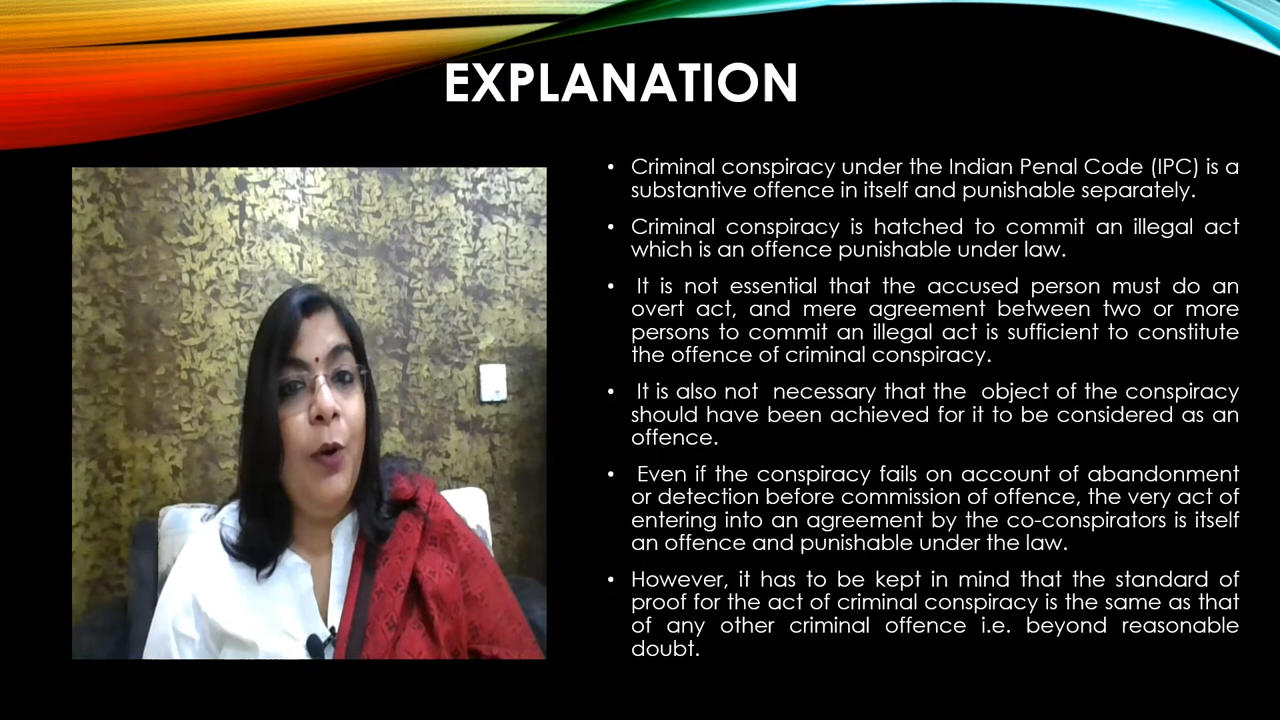 EXPLANATION
• Criminal conspiracy under the Indian Penal Code (IPC) is a
substantive offence in itself and punishable separately.
• Criminal conspiracy is hatched to commit an illegal act
which is an offence punishable under law.
• It is not essential that the accused person must do an
overt act, and mere agreement between two or more
persons to commit an illegal act is sufficient to constitute
the offence of criminal conspiracy.
• It is also not necessary that the object of the conspiracy
should have been achieved for it to be considered as an
offence.
• Even if the conspiracy fails on account of abandonment
or detection before commission of offence, the very act of
entering into an agreement by the co-conspirators is itself
an offence and punishable under the law.
• However, it has to be kept in mind that the standard of
proof for the act of criminal conspiracy is the same as that
of any other criminal offence i.e. beyond reasonable
doubt.